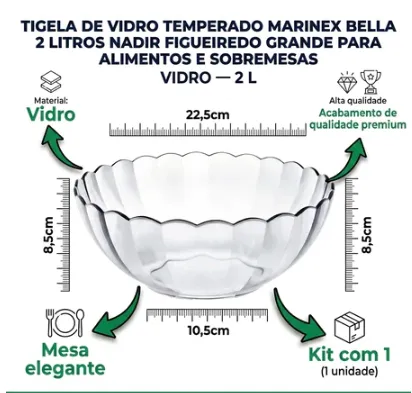 TIGELA DE VIDRO TEMPERADO MARINEX BELLA
2 LITROS NADIR FIGUEIREDO GRANDE PARA
ALIMENTOS E SOBREMESAS
VIDRO — 2 L
Material:
Vidro
22,5cm
Alta qualidade
Acabamento de
qualidade premium
8,5cm
8,5cm
10,5cm
Mesa
elegante
Kit com 1
(1 unidade)